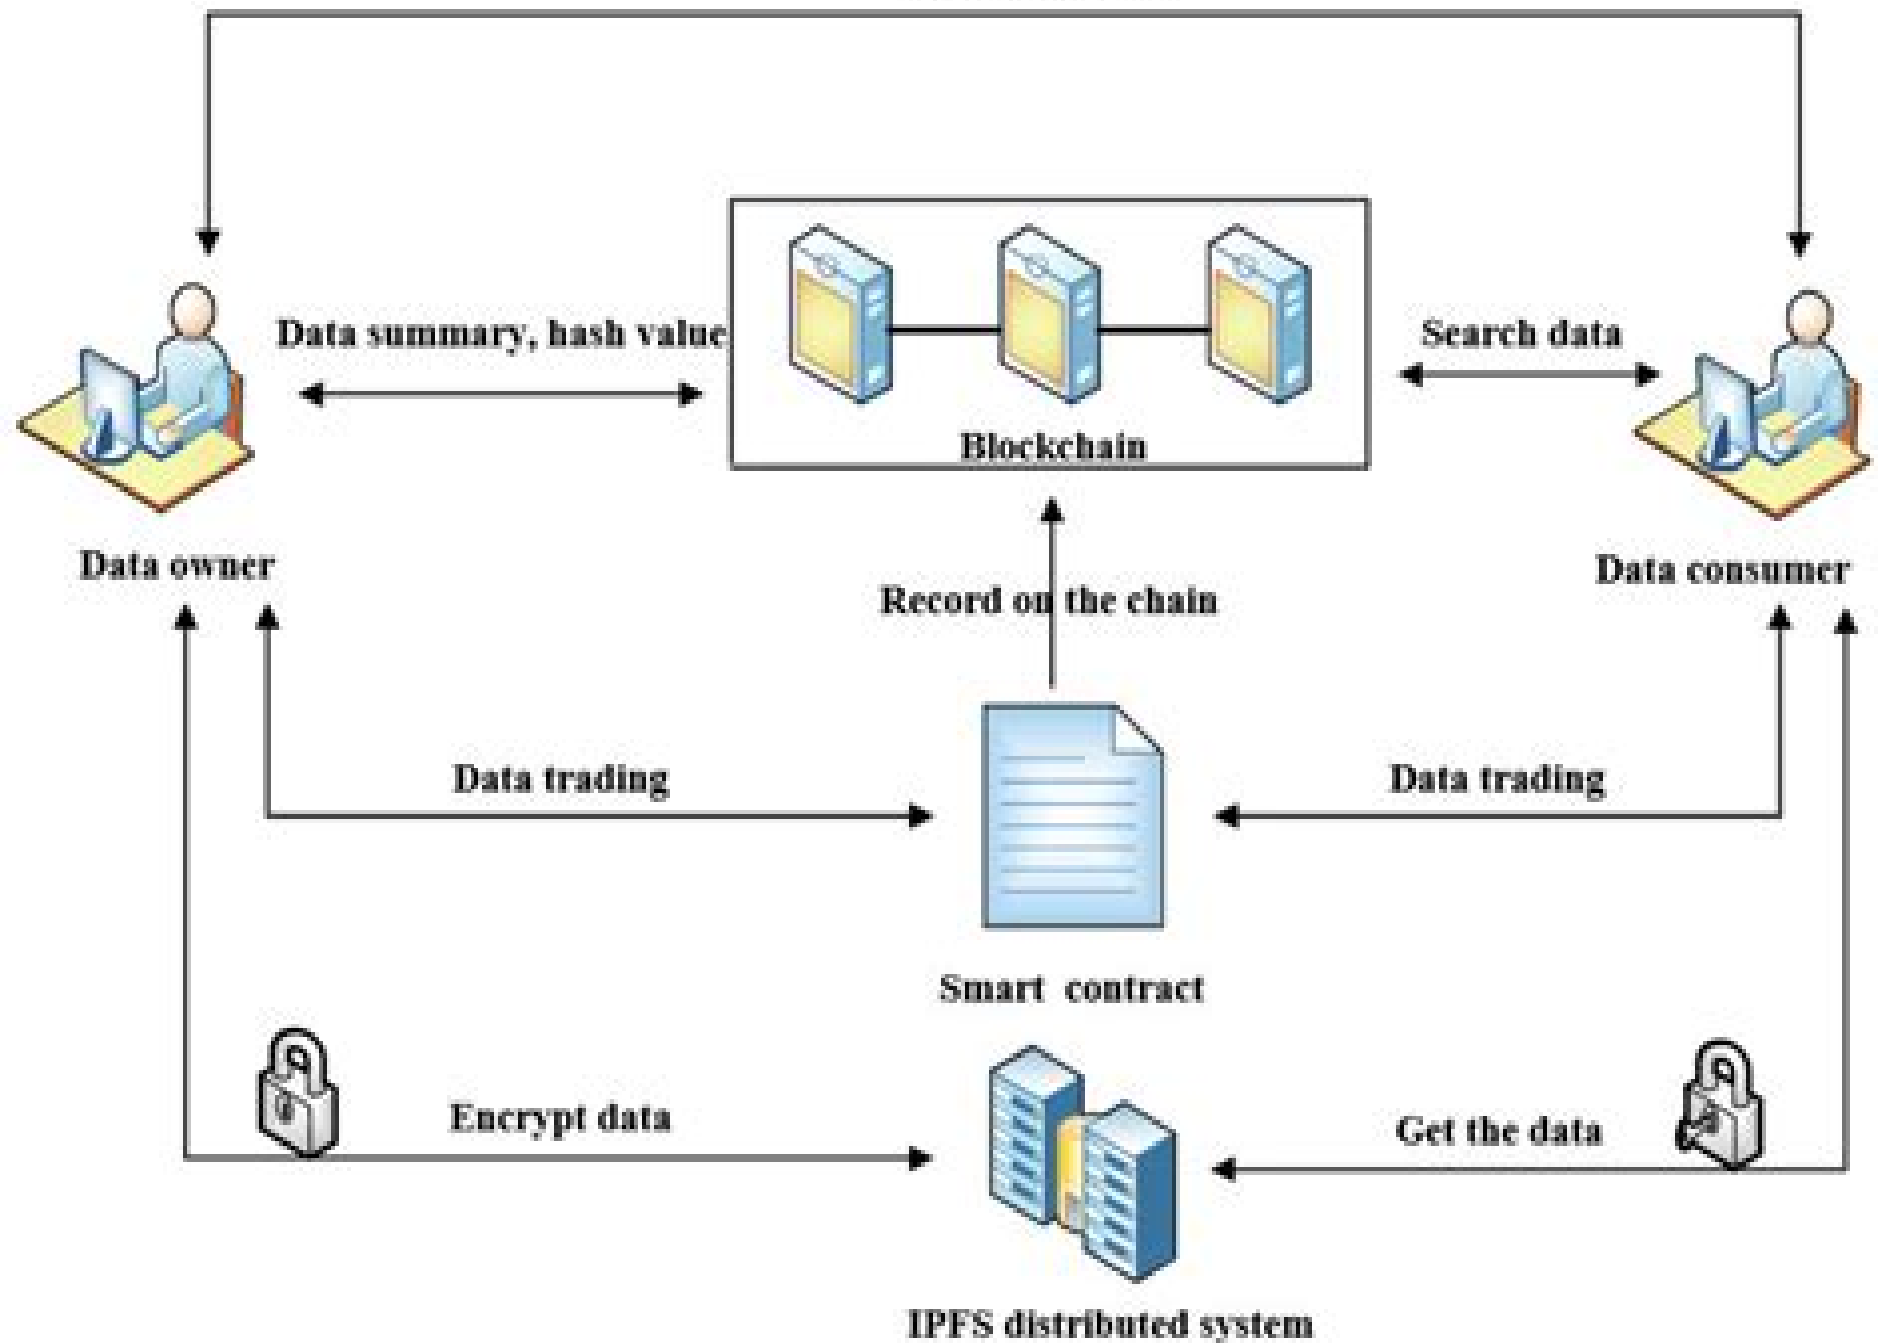 Data summary, hash value
Search data
Blockchain
Data owner
Data consumer
Record on the chain
Data trading
Data trading
Smart contract
Encrypt data
Get the data
IPFS distributed system